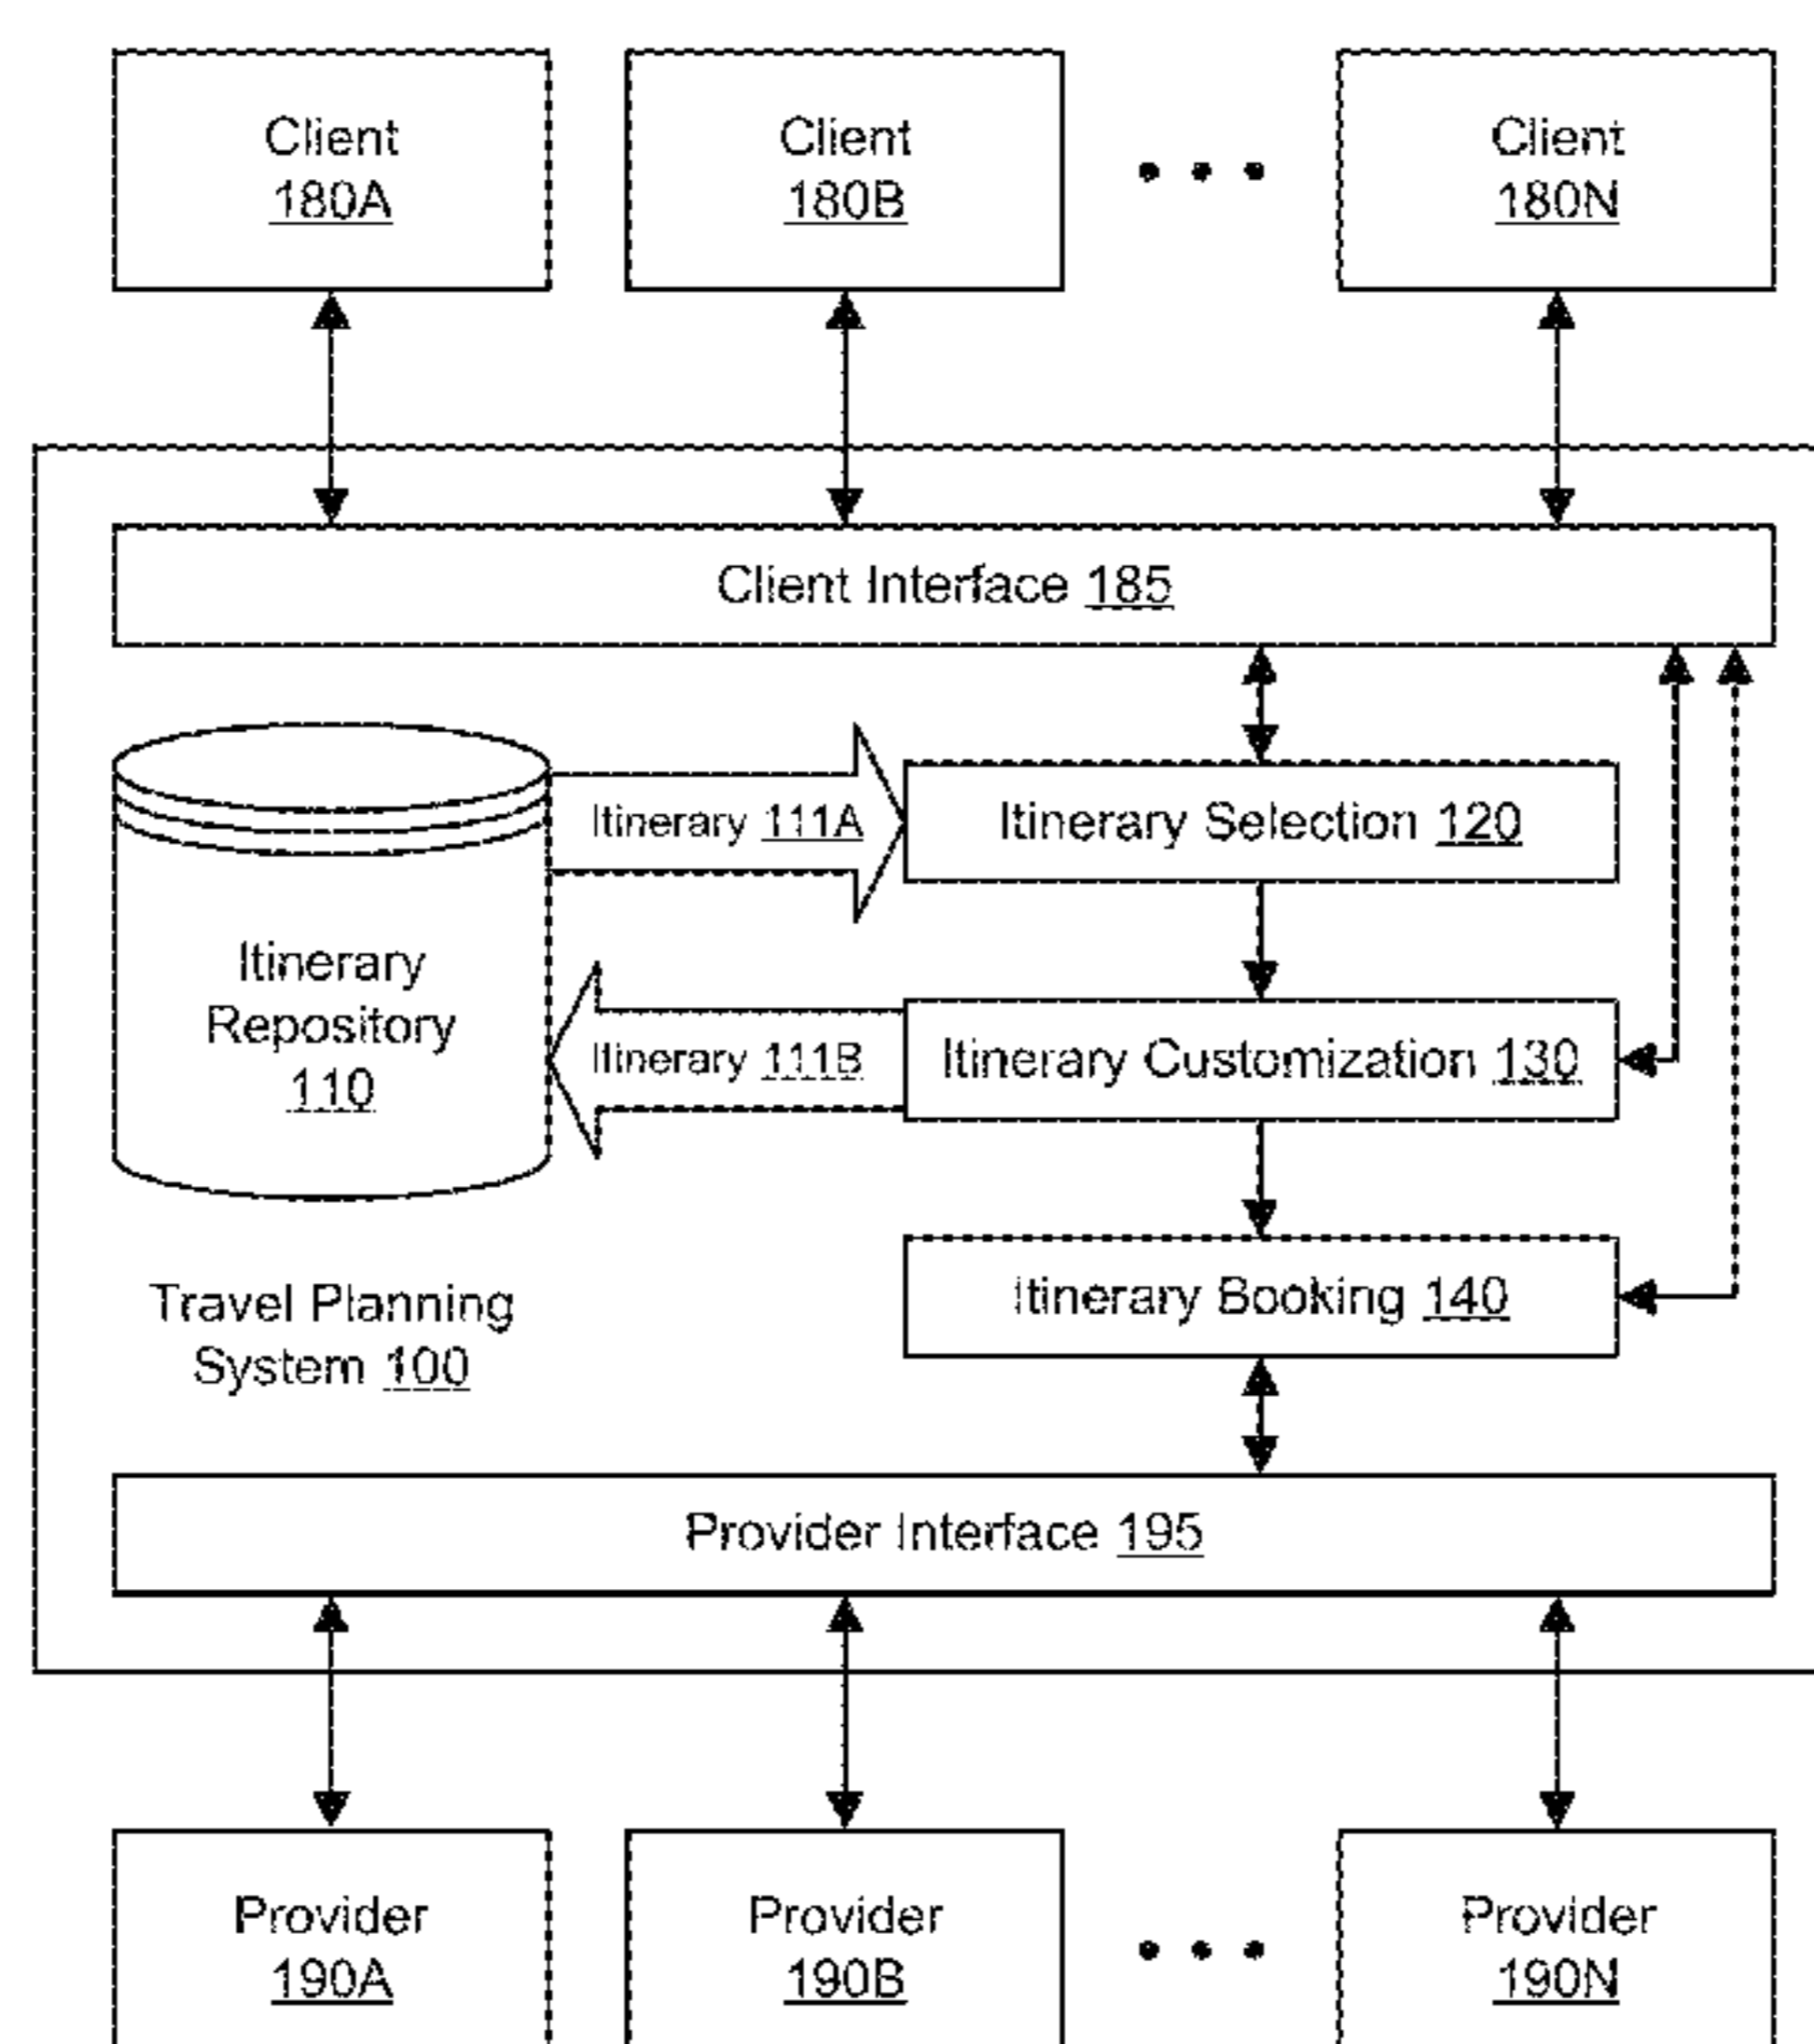 Client
180A
Client
180B
Client
180N
Client Interface 185
Itinerary 111A
Itinerary Selection 120
Itinerary
Repository
110
Itinerary 111B
Itinerary Customization 130
Itinerary Booking 140
Travel Planning
System 100
Provider Interface 195
Provider
190A
Provider
190B
Provider
190N